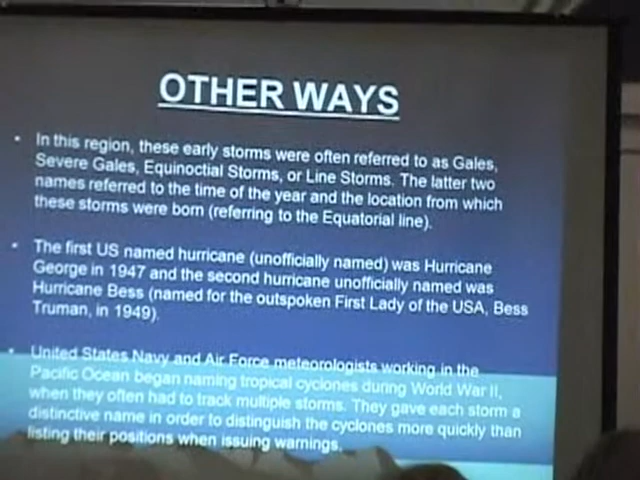 OTHER WAYS
• In this region, these early storms were often referred to as Gales,
Severe Gales, Equinoctial Storms, or Line Storms. The latter two
names referred to the time of the year and the location from which
these storms were born (referring to the Equatorial line).
• The first US named hurricane (unofficially named) was Hurricane
George in 1947 and the second hurricane unofficially named was
Hurricane Bess (named for the outspoken First Lady of the USA, Bess
Truman, in 1949).
• United States Navy and Air Force meteorologists working in the
Pacific Ocean began naming tropical cyclones during World War II,
when they often had to track multiple storms. They gave each storm a
distinctive name in order to distinguish the cyclones more quickly than
listing their positions when issuing warnings.